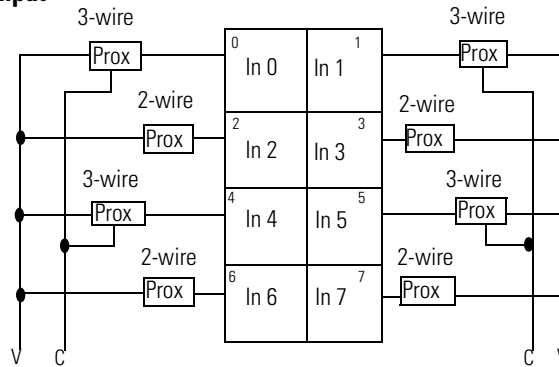 3-wire 3-wire
0 1
Prox In 0 In 1 Prox
2-wire 2-wire
2 3
Prox In 2 In 3 Prox
3-wire 3-wire
4 5
Prox In 4 In 5 Prox
2-wire 2-wire
6 7
Prox In 6 In 7 Prox
V C C